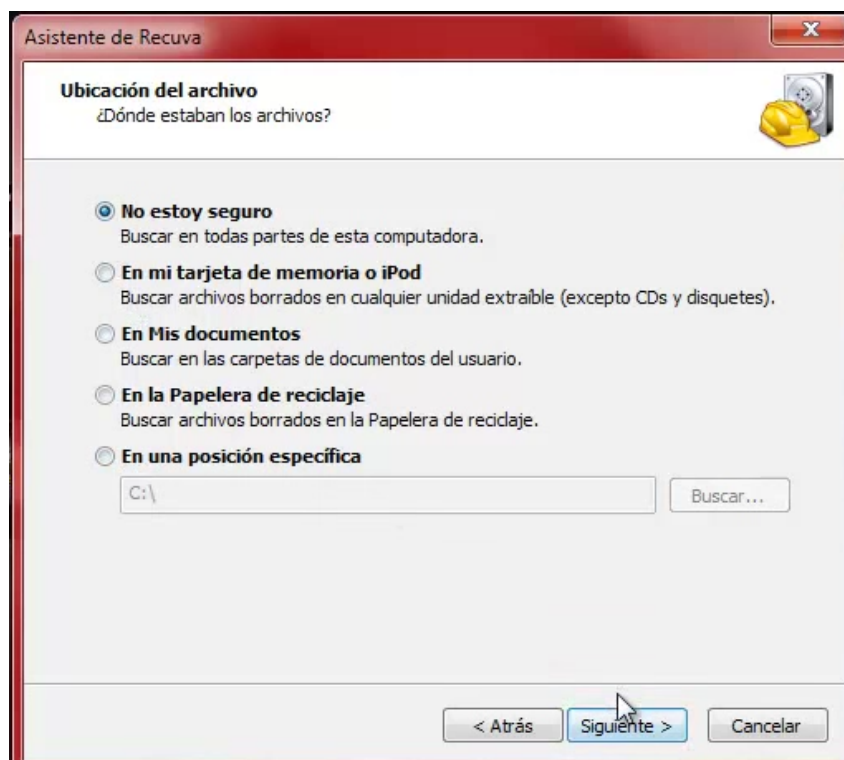 Asistente de Recuva
Ubicación del archivo
¿Dónde estaban los archivos?
No estoy seguro
Buscar en todas partes de esta computadora.
En mi tarjeta de memoria o iPod
Buscar archivos borrados en cualquier unidad extraíble (excepto CDs y disquetes).
En Mis documentos
Buscar en las carpetas de documentos del usuario.
En la Papelera de reciclaje
Buscar archivos borrados en la Papelera de reciclaje.
En una posición específica
C:\
Buscar...
< Atrás
Siguiente >
Cancelar